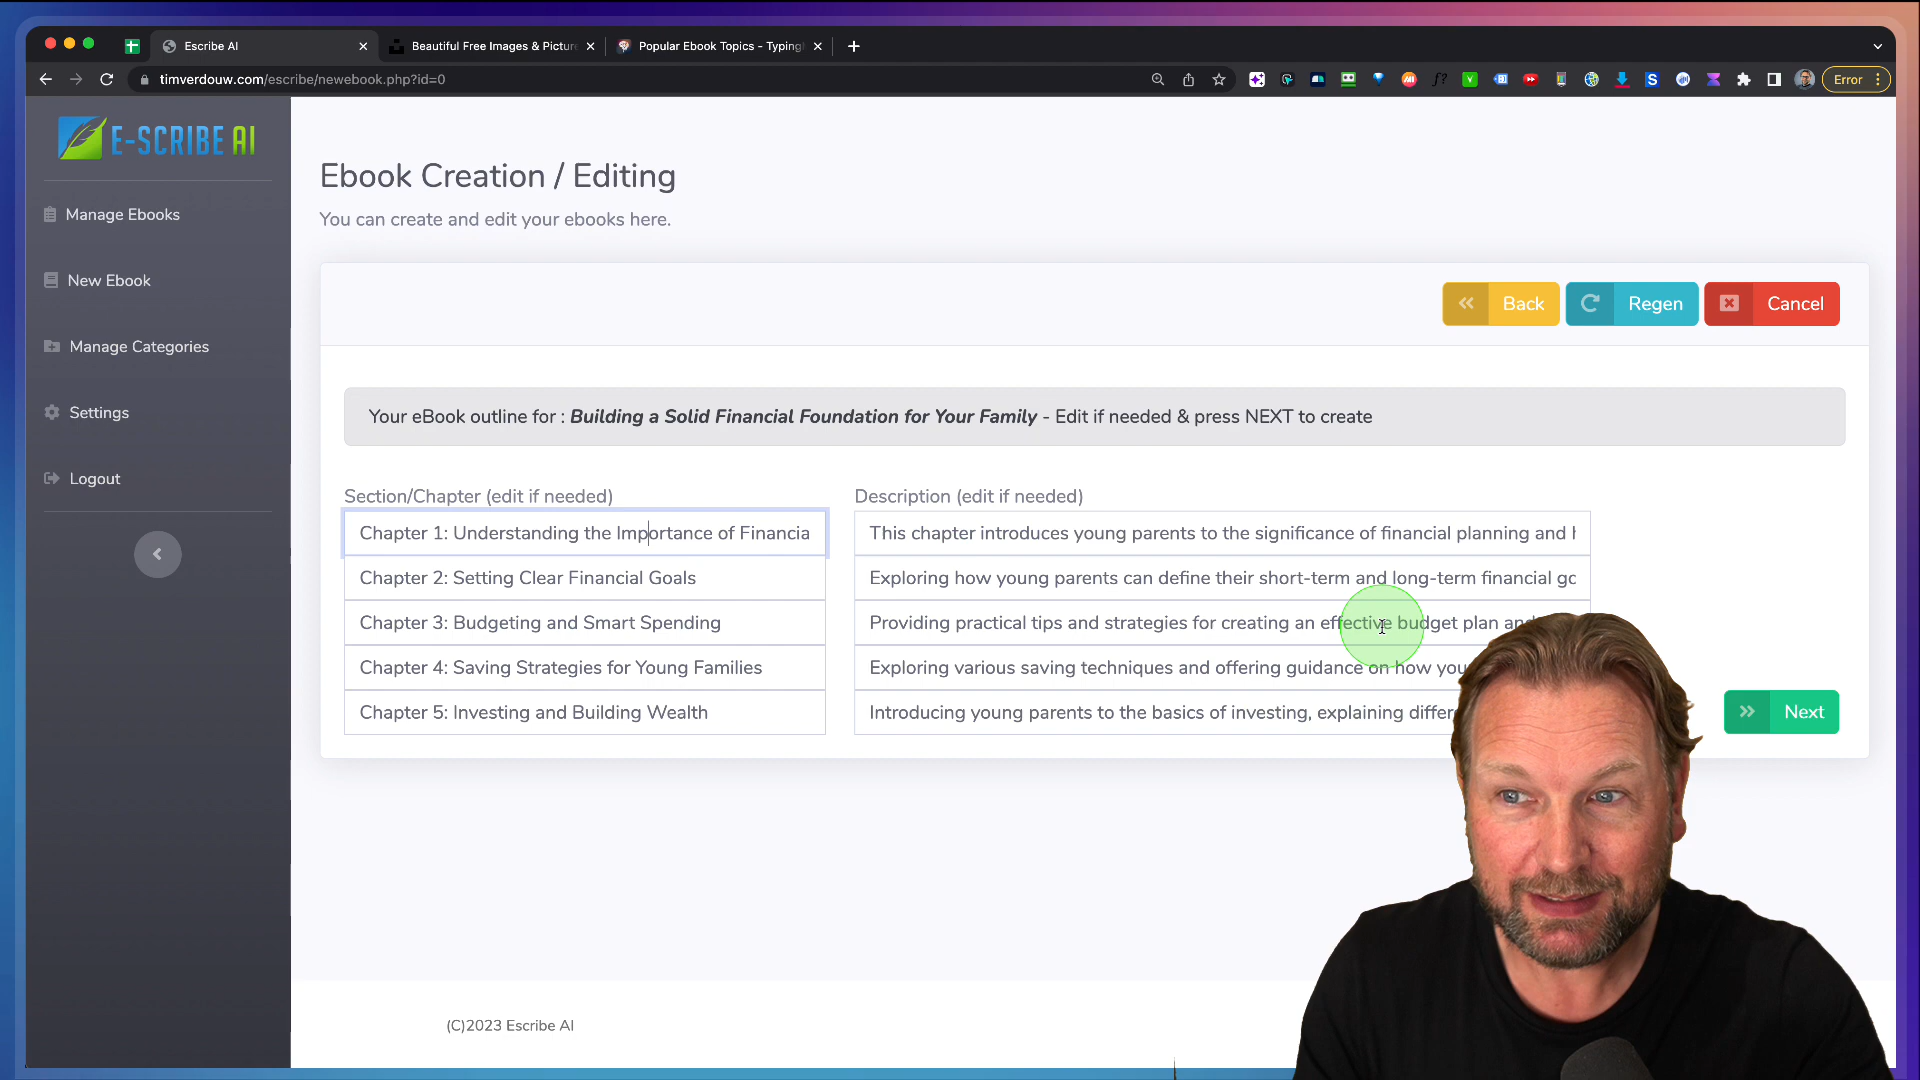 Escribe AI
Beautiful Free Images & Pictur
Popular Ebook Topics - Typing
timverdouw.com/escribe/newebook.php?id=0
Error
E-SCRIBE AI
Manage Ebooks
New Ebook
Manage Categories
Settings
Logout
Ebook Creation / Editing
You can create and edit your ebooks here.
Back
Regen
Cancel
Your eBook outline for : Building a Solid Financial Foundation for Your Family - Edit if needed & press NEXT to create
Section/Chapter (edit if needed)
Description (edit if needed)
Chapter 1: Understanding the Importance of Financia
This chapter introduces young parents to the significance of financial planning and
Chapter 2: Setting Clear Financial Goals
Exploring how young parents can define their short-term and long-term financial
Chapter 3: Budgeting and Smart Spending
Providing practical tips and strategies for creating an effective budget plan
Chapter 4: Saving Strategies for Young Families
Exploring various saving techniques and offering guidance on how
Chapter 5: Investing and Building Wealth
Introducing young parents to the basics of investing, explaining
Next
(C)2023 Escribe AI